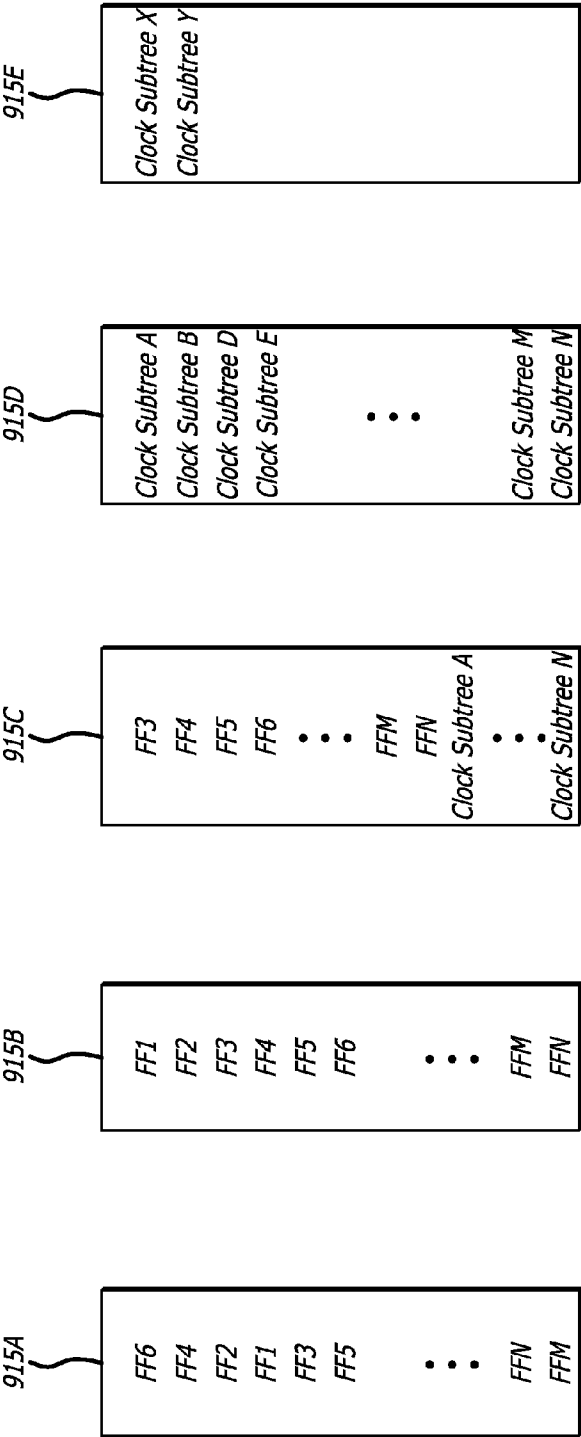 915A
FF6
FF4
FF2
FF1
FF3
FF5
...
FFN
FFM
915B
FF1
FF2
FF3
FF4
FF5
FF6
...
FFM
FFN
915C
FF3
FF4
FF5
FF6
...
FFM
FFN
Clock Subtree A
...
Clock Subtree N
915D
Clock Subtree A
Clock Subtree B
Clock Subtree D
Clock Subtree E
...
Clock Subtree M
Clock Subtree N
915E
Clock Subtree X
Clock Subtree Y